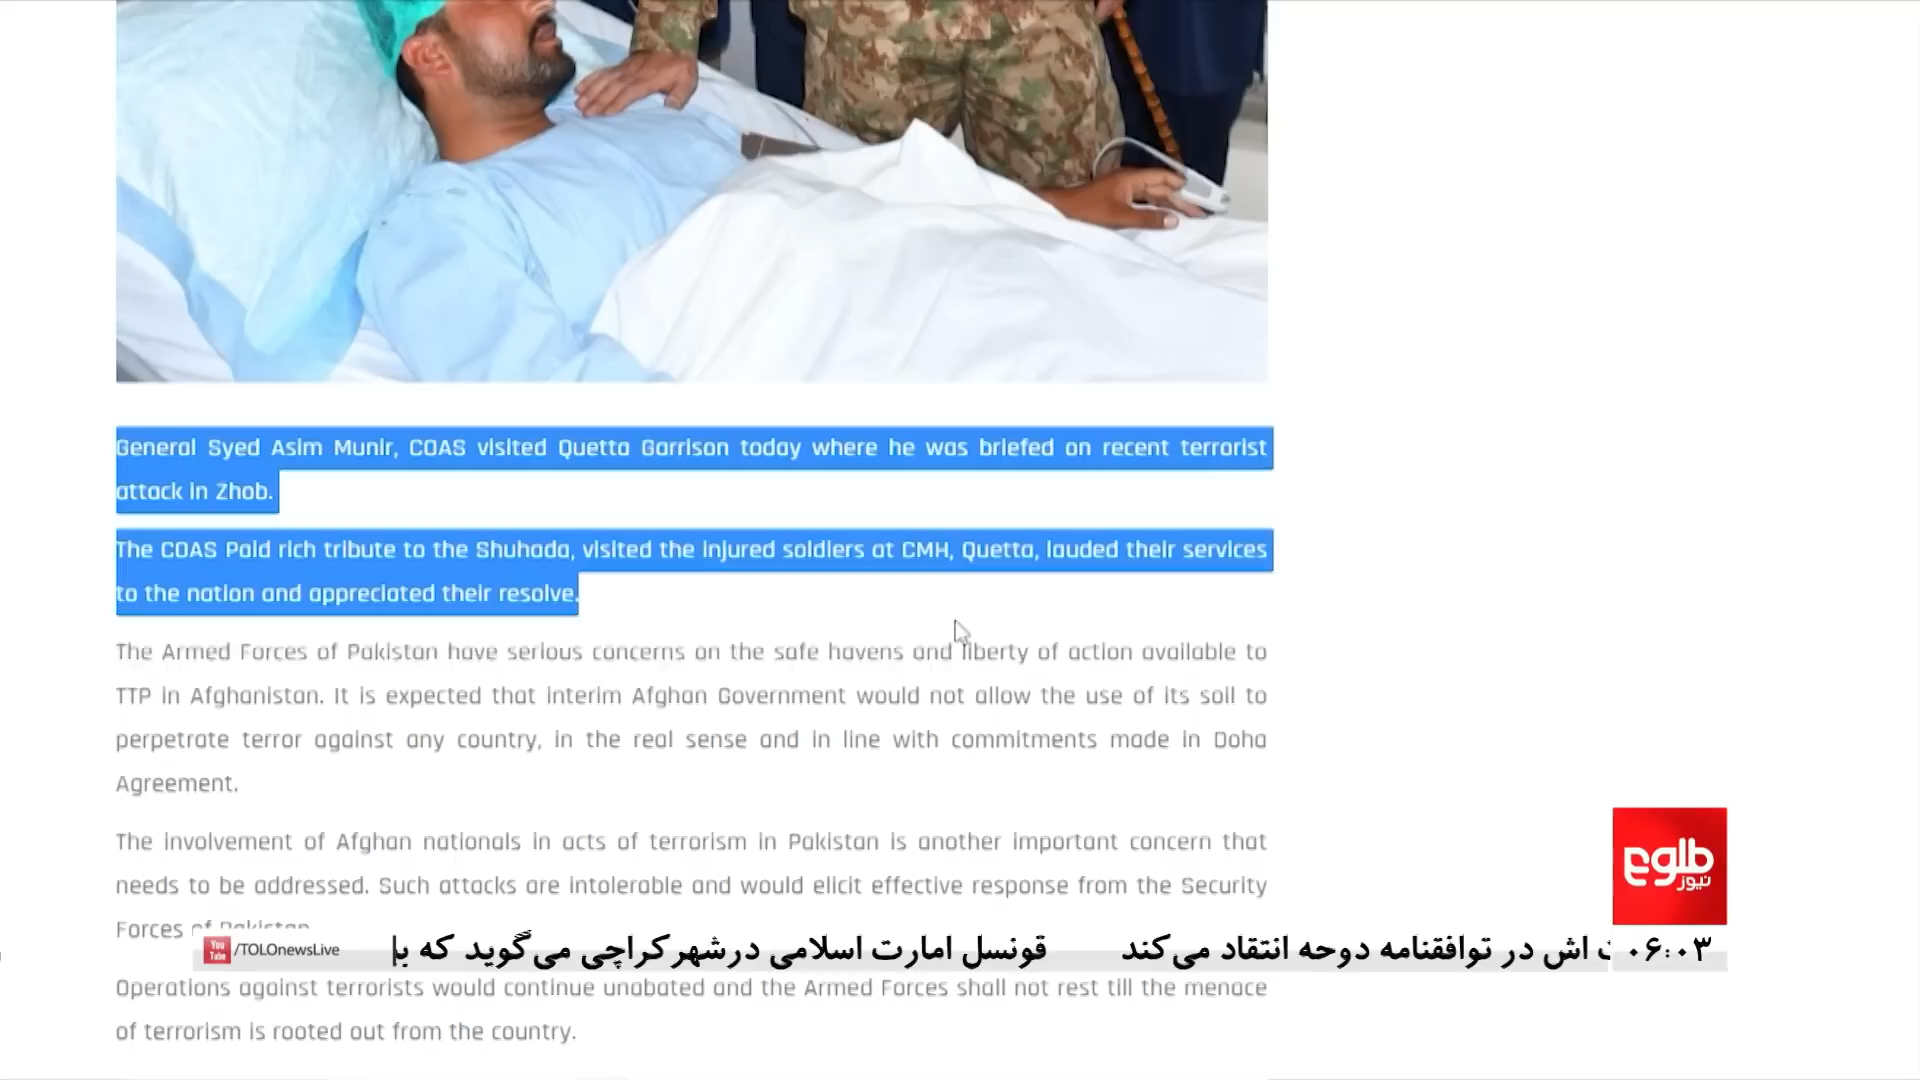 General Syed Asim Munir, COAS visited Quetta Garrison today where he was briefed on recent terrorist
attack in Zhob.
The COAS Paid rich tribute to the Shuhada, visited the injured soldiers at CMH, Quetta, lauded their services
to the nation and appreciated their resolve.
The Armed Forces of Pakistan have serious concerns on the safe havens and liberty of action available to
TTP in Afghanistan. It is expected that interim Afghan Government would not allow the use of its soil to
perpetrate terror against any country, in the real sense and in line with commitments made in Doha
Agreement.
The involvement of Afghan nationals in acts of terrorism in Pakistan is another important concern that
needs to be addressed. Such attacks are intolerable and would elicit effective response from the Security
Forces of Pakistan
طلوع
نیوز
۰۶:۰۳
اش در توافقنامه دوحه انتقاد می‌کند
قونسل امارت اسلامی درشهر کراچی می‌گوید که
You Tube /TOLOnewsLive
Operations against terrorists would continue unabated and the Armed Forces shall not rest till the menace
of terrorism is rooted out from the country.